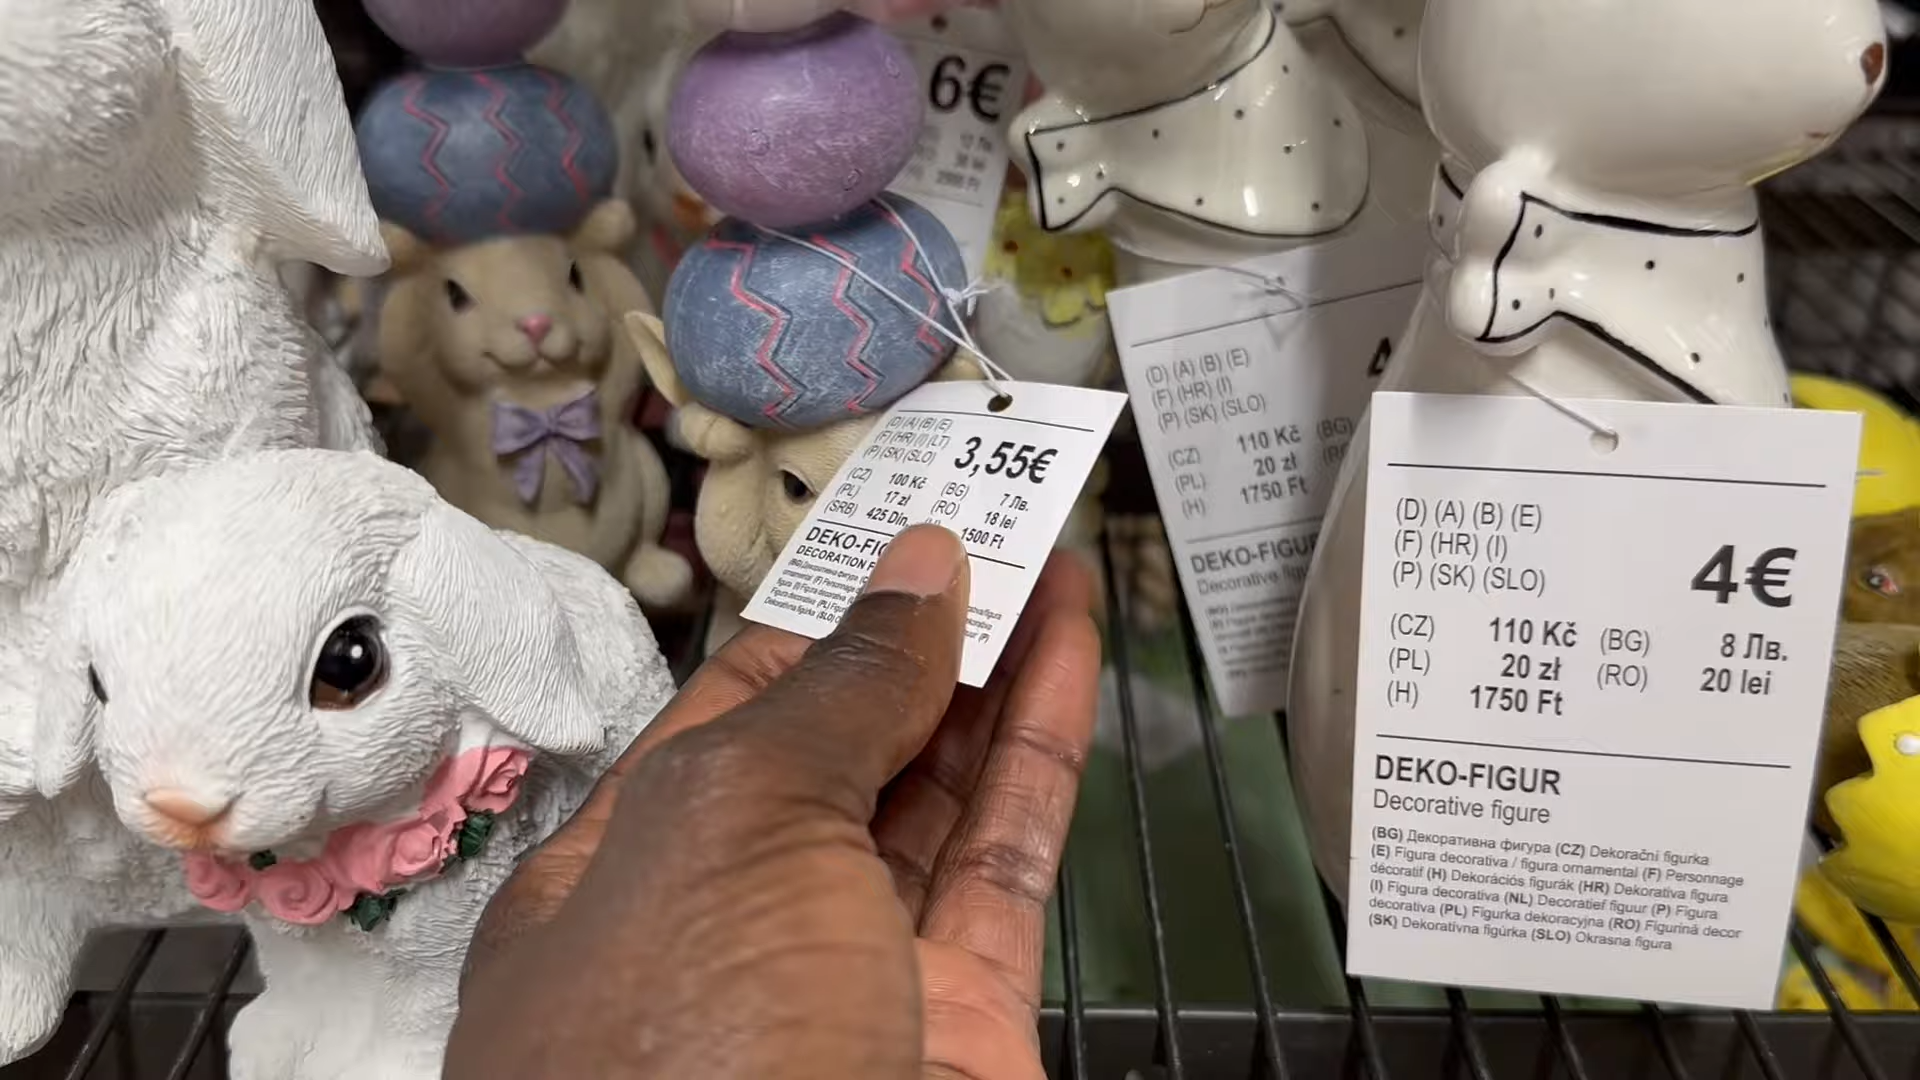 6€
(D) (A) (B) (E)
(F) (HR) (I) (LT)
(P) (SK) (SLO)
3,55€
(CZ) 100 Kč (BG) 7 Лв.
(PL) 17 zł (RO) 18 lei
(SRB) 425 Din. 1500 Ft
DEKO-FI
DECORATION F
(D) (A) (B) (E)
(F) (HR) (I)
(P) (SK) (SLO)
(CZ) 110 Kč (BG)
(PL) 20 zł
(H) 1750 Ft
DEKO-FIGU
Decorative figu
(D) (A) (B) (E)
(F) (HR) (I)
(P) (SK) (SLO)
4€
(CZ) 110 Kč (BG) 8 Лв.
(PL) 20 zł (RO) 20 lei
(H) 1750 Ft
DEKO-FIGUR
Decorative figure
(BG) Декоративна фигура (CZ) Dekorační figurka
(E) Figura decorativa / figura ornamental (F) Personnage
décoratif (H) Dekorációs figurák (HR) Dekorativa figura
(I) Figura decorativa (NL) Decoratief figuur (P) Figura
decorativa (PL) Figurka dekoracyjna (RO) Figurină decor
(SK) Dekoratívna figúrka (SLO) Okrasna figura